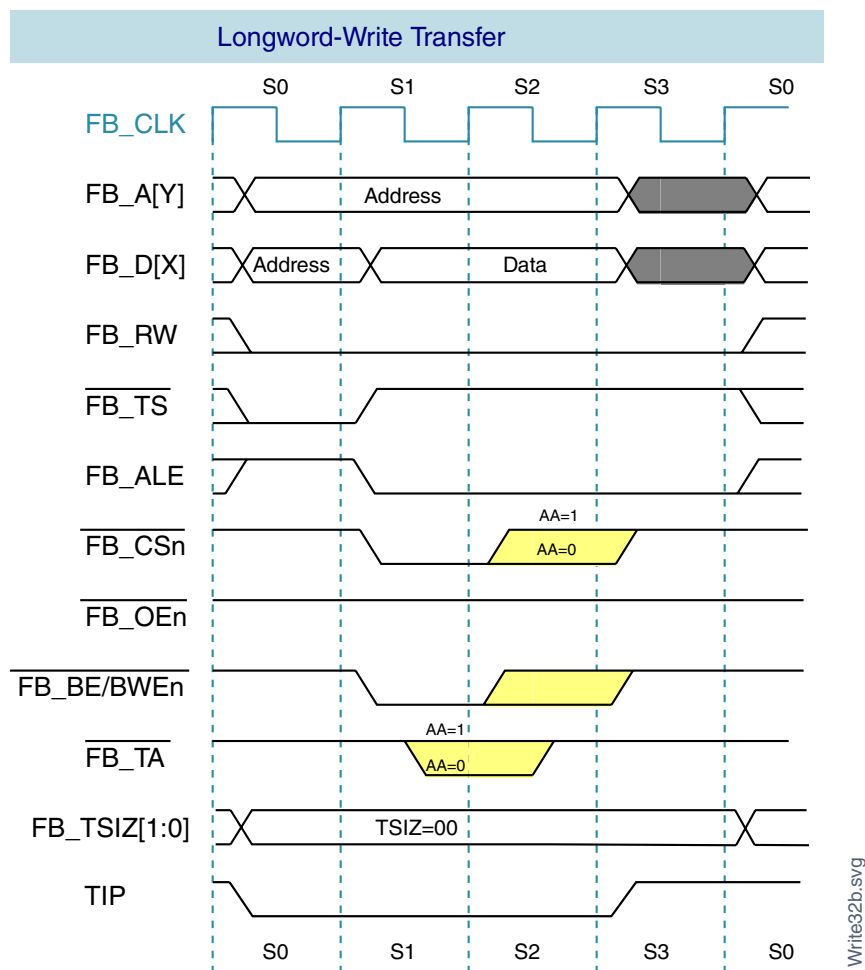 Longword-Write Transfer
S0 S1 S2 S3 S0
FB_CLK
FB_A[Y] Address
FB_D[X] Address Data
FB_RW
FB_TS
FB_ALE
AA=1
FB_CSn AA=0
FB_OEn
FB_BE/BWEn
AA=1
FB_TA AA=0
FB_TSIZ[1:0] TSIZ=00
TIP
S0 S1 S2 S3 S0
Write32b.svg